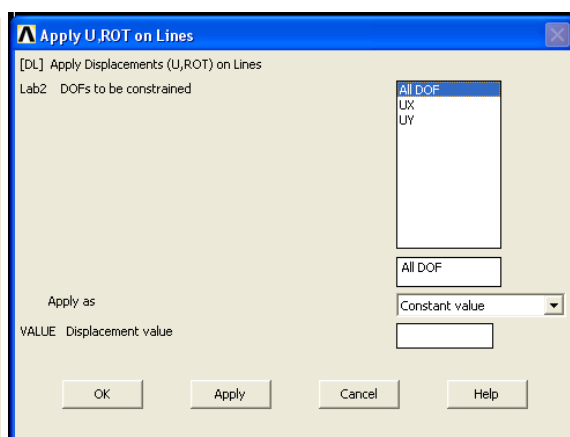 Apply U,ROT on Lines
[DL] Apply Displacements (U,ROT) on Lines
Lab2 DOFs to be constrained
All DOF
UX
UY
All DOF
Apply as
Constant value
VALUE Displacement value
OK
Apply
Cancel
Help